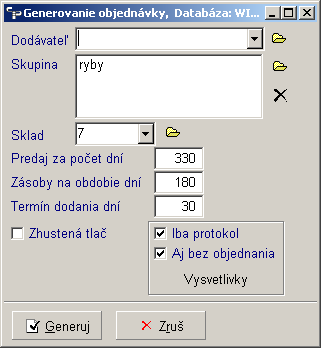 Generovanie objednávky, Databáza: WI...
Dodávateľ
Skupina
ryby
Sklad
7
Predaj za počet dní
330
Zásoby na obdobie dní
180
Termín dodania dní
30
Zhustená tlač
Iba protokol
Aj bez objednania
Vysvetlivky
Generuj
Zruš